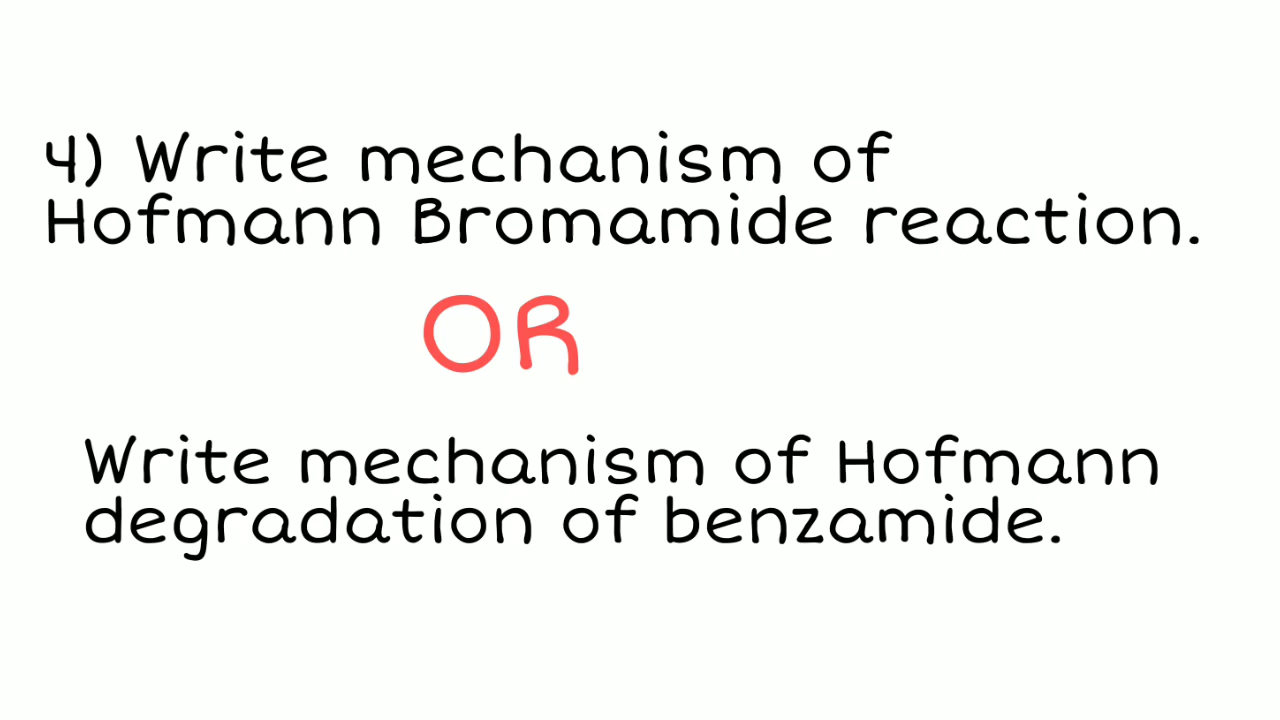 4) Write mechanism of
Hofmann Bromamide reaction.
OR
Write mechanism of Hofmann
degradation of benzamide.